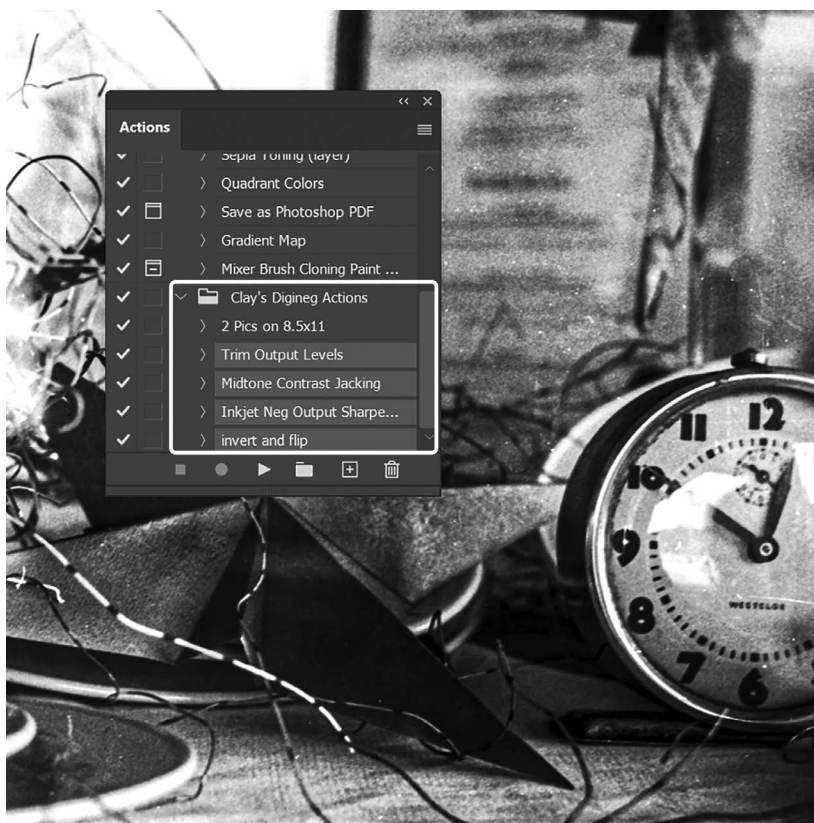 Actions
Sepia Toning (layer)
Quadrant Colors
Save as Photoshop PDF
Gradient Map
Mixer Brush Cloning Paint ...
Clay's Digineg Actions
2 Pics on 8.5x11
Trim Output Levels
Midtone Contrast Jacking
Inkjet Neg Output Sharpe...
invert and flip
11
12
10
9
8
7
6
WESTCLOX